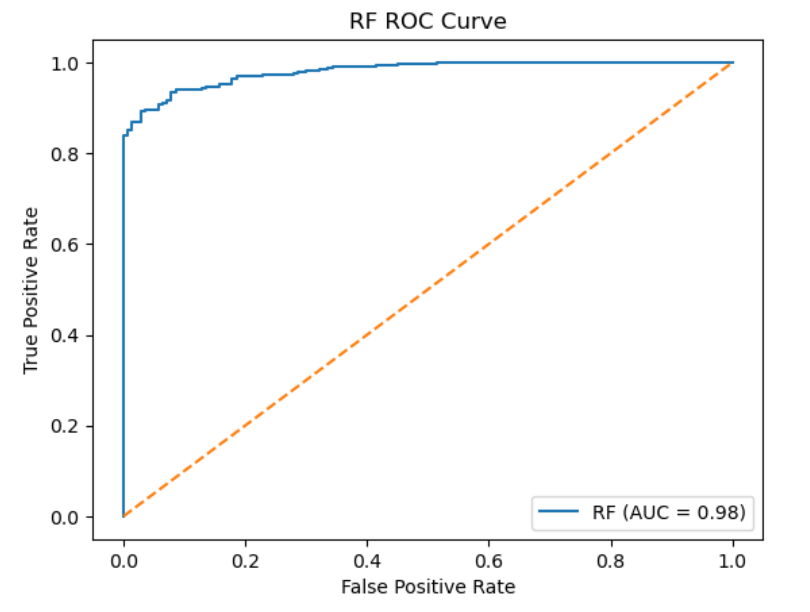 RF ROC Curve
True Positive Rate
1.0
0.8
0.6
0.4
0.2
0.0
RF (AUC = 0.98)
0.0 0.2 0.4 0.6 0.8 1.0
False Positive Rate